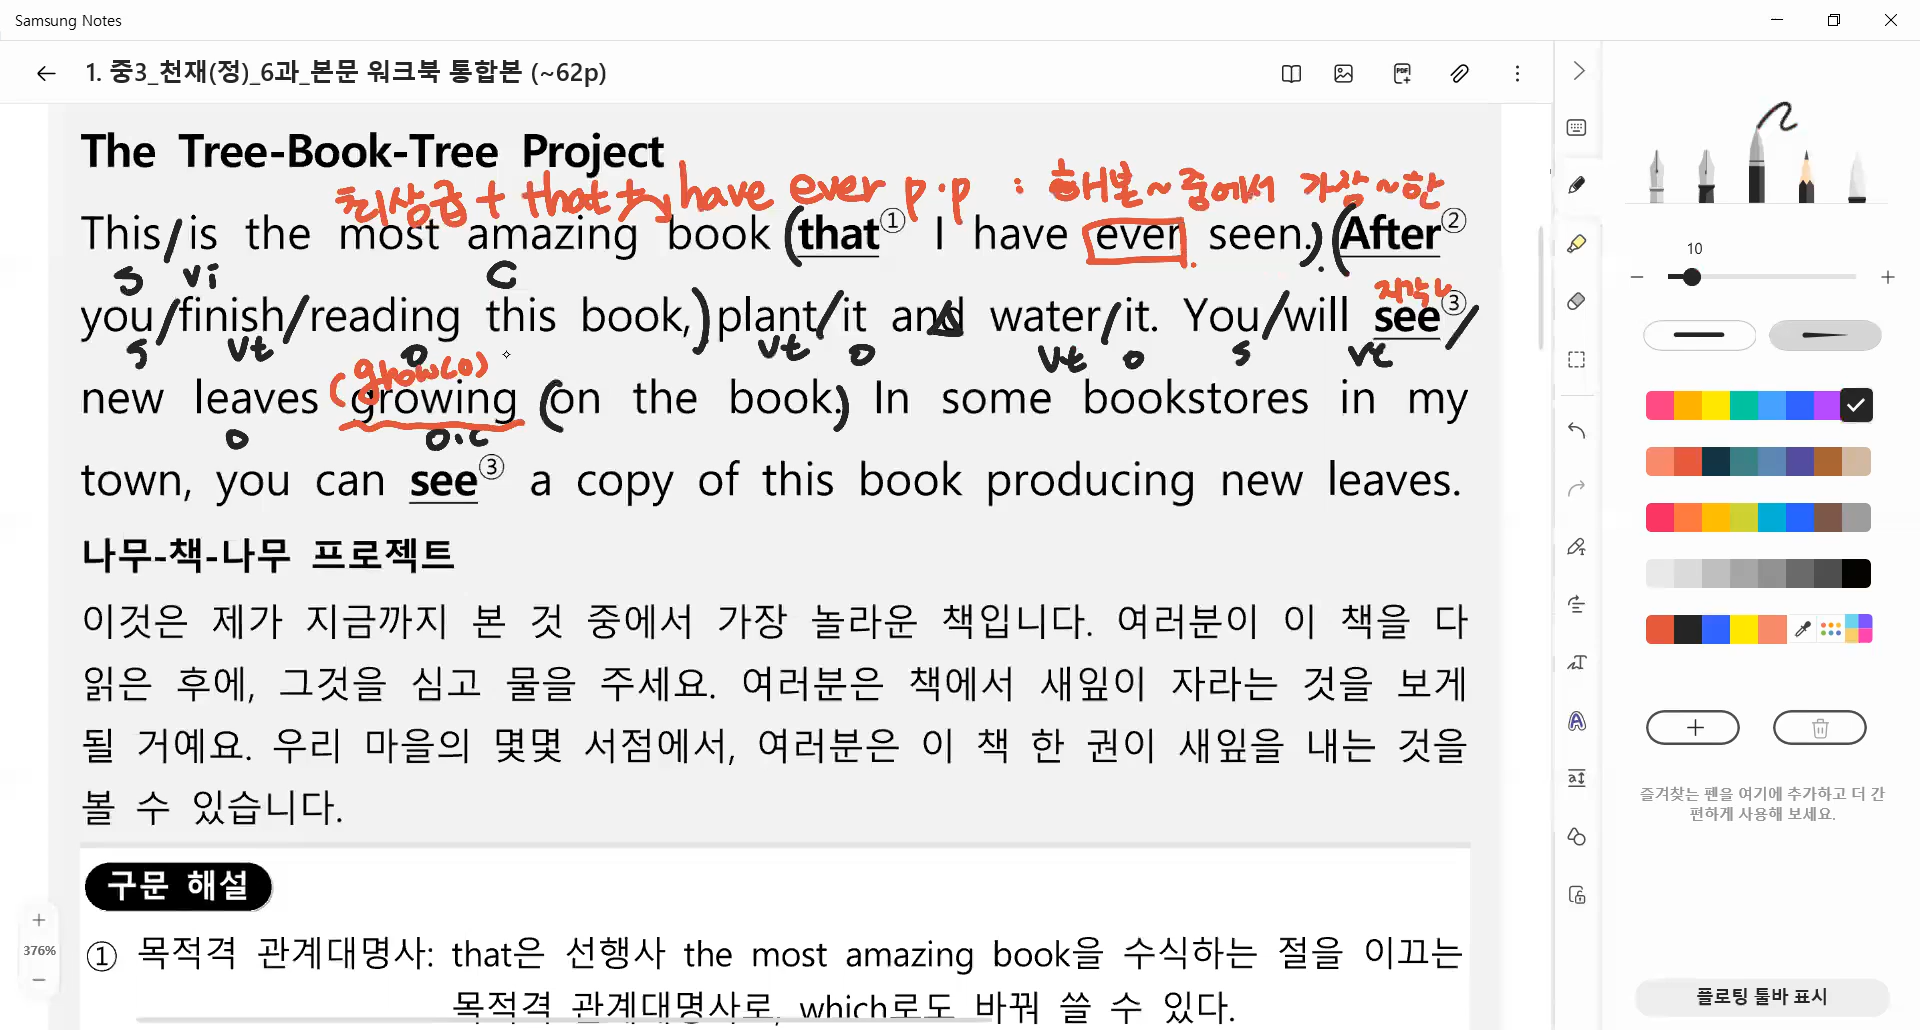 Samsung Notes
1. 중3_천재(정)_6과_본문 워크북 통합본 (~62p)
The Tree-Book-Tree Project
최상급 + that + S have ever p.p : 해본 ~ 중에서 가장 ~한
This/is the most amazing book (that① I have ever seen.) (After②
s vi c
지각V
you/finish/reading this book,) plant/it and water/it. You/will see③/
s vt o vt o vt o s vt
(grow(o))
new leaves growing (on the book.) In some bookstores in my
o o.c
town, you can see③ a copy of this book producing new leaves.
나무-책-나무 프로젝트
이것은 제가 지금까지 본 것 중에서 가장 놀라운 책입니다. 여러분이 이 책을 다
읽은 후에, 그것을 심고 물을 주세요. 여러분은 책에서 새잎이 자라는 것을 보게
될 거예요. 우리 마을의 몇몇 서점에서, 여러분은 이 책 한 권이 새잎을 내는 것을
볼 수 있습니다.
구문 해설
① 목적격 관계대명사: that은 선행사 the most amazing book을 수식하는 절을 이끄는
목적격 관계대명사로, which로도 바꿔 쓸 수 있다.
376%
10
즐겨찾는 펜을 여기에 추가하고 더 간
편하게 사용해 보세요.
플로팅 툴바 표시